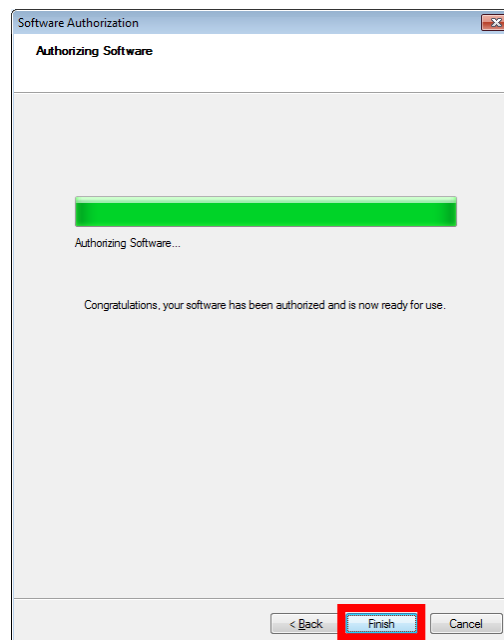 Software Authorization
Authorizing Software
Authorizing Software...
Congratulations, your software has been authorized and is now ready for use.
< Back
Finish
Cancel